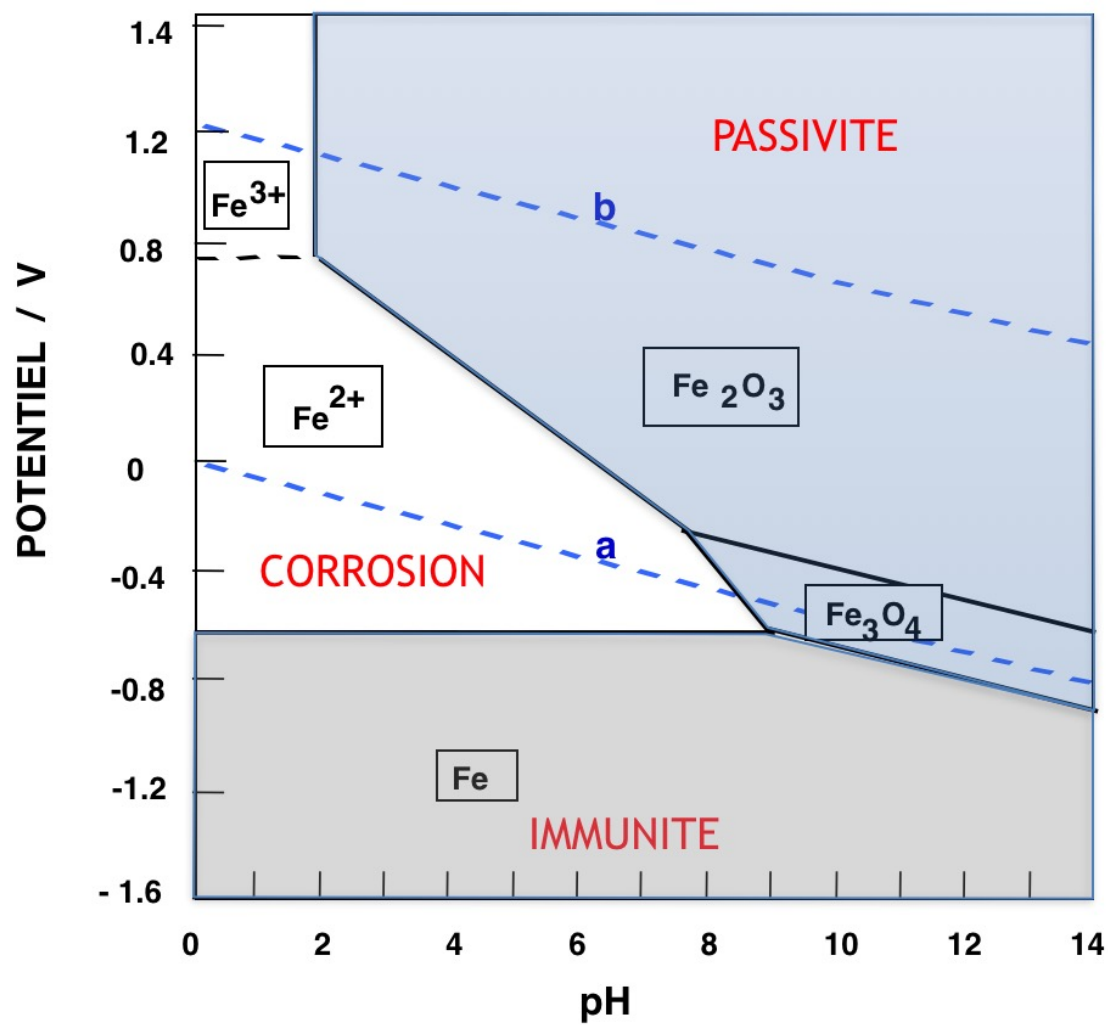 1.4
PASSIVITE
1.2
Fe3+
b
0.8
POTENTIEL / V
0.4
Fe 2O3
Fe2+
0
a
CORROSION
-0.4
Fe3O4
-0.8
Fe
-1.2
IMMUNITE
- 1.6
0 2 4 6 8 10 12 14
pH